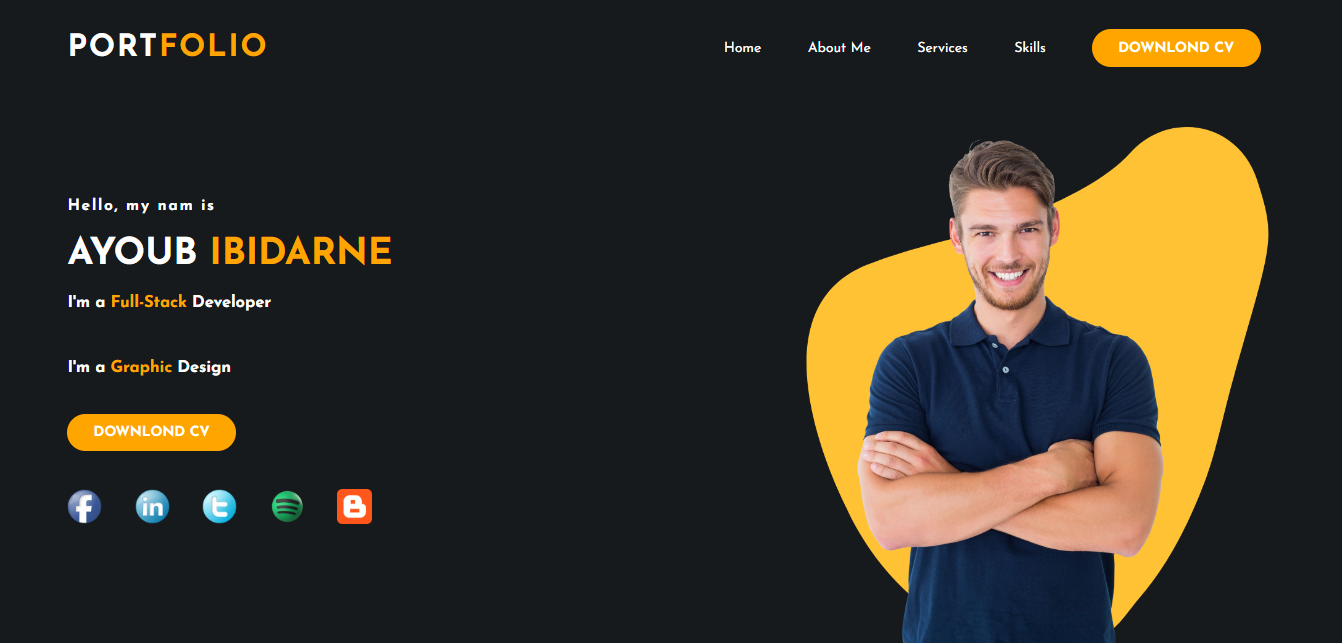 PORTFOLIO
Home About Me Services Skills DOWNLOND CV
Hello, my nam is
AYOUB IBIDARNE
I'm a Full-Stack Developer
I'm a Graphic Design
DOWNLOND CV
f in t B